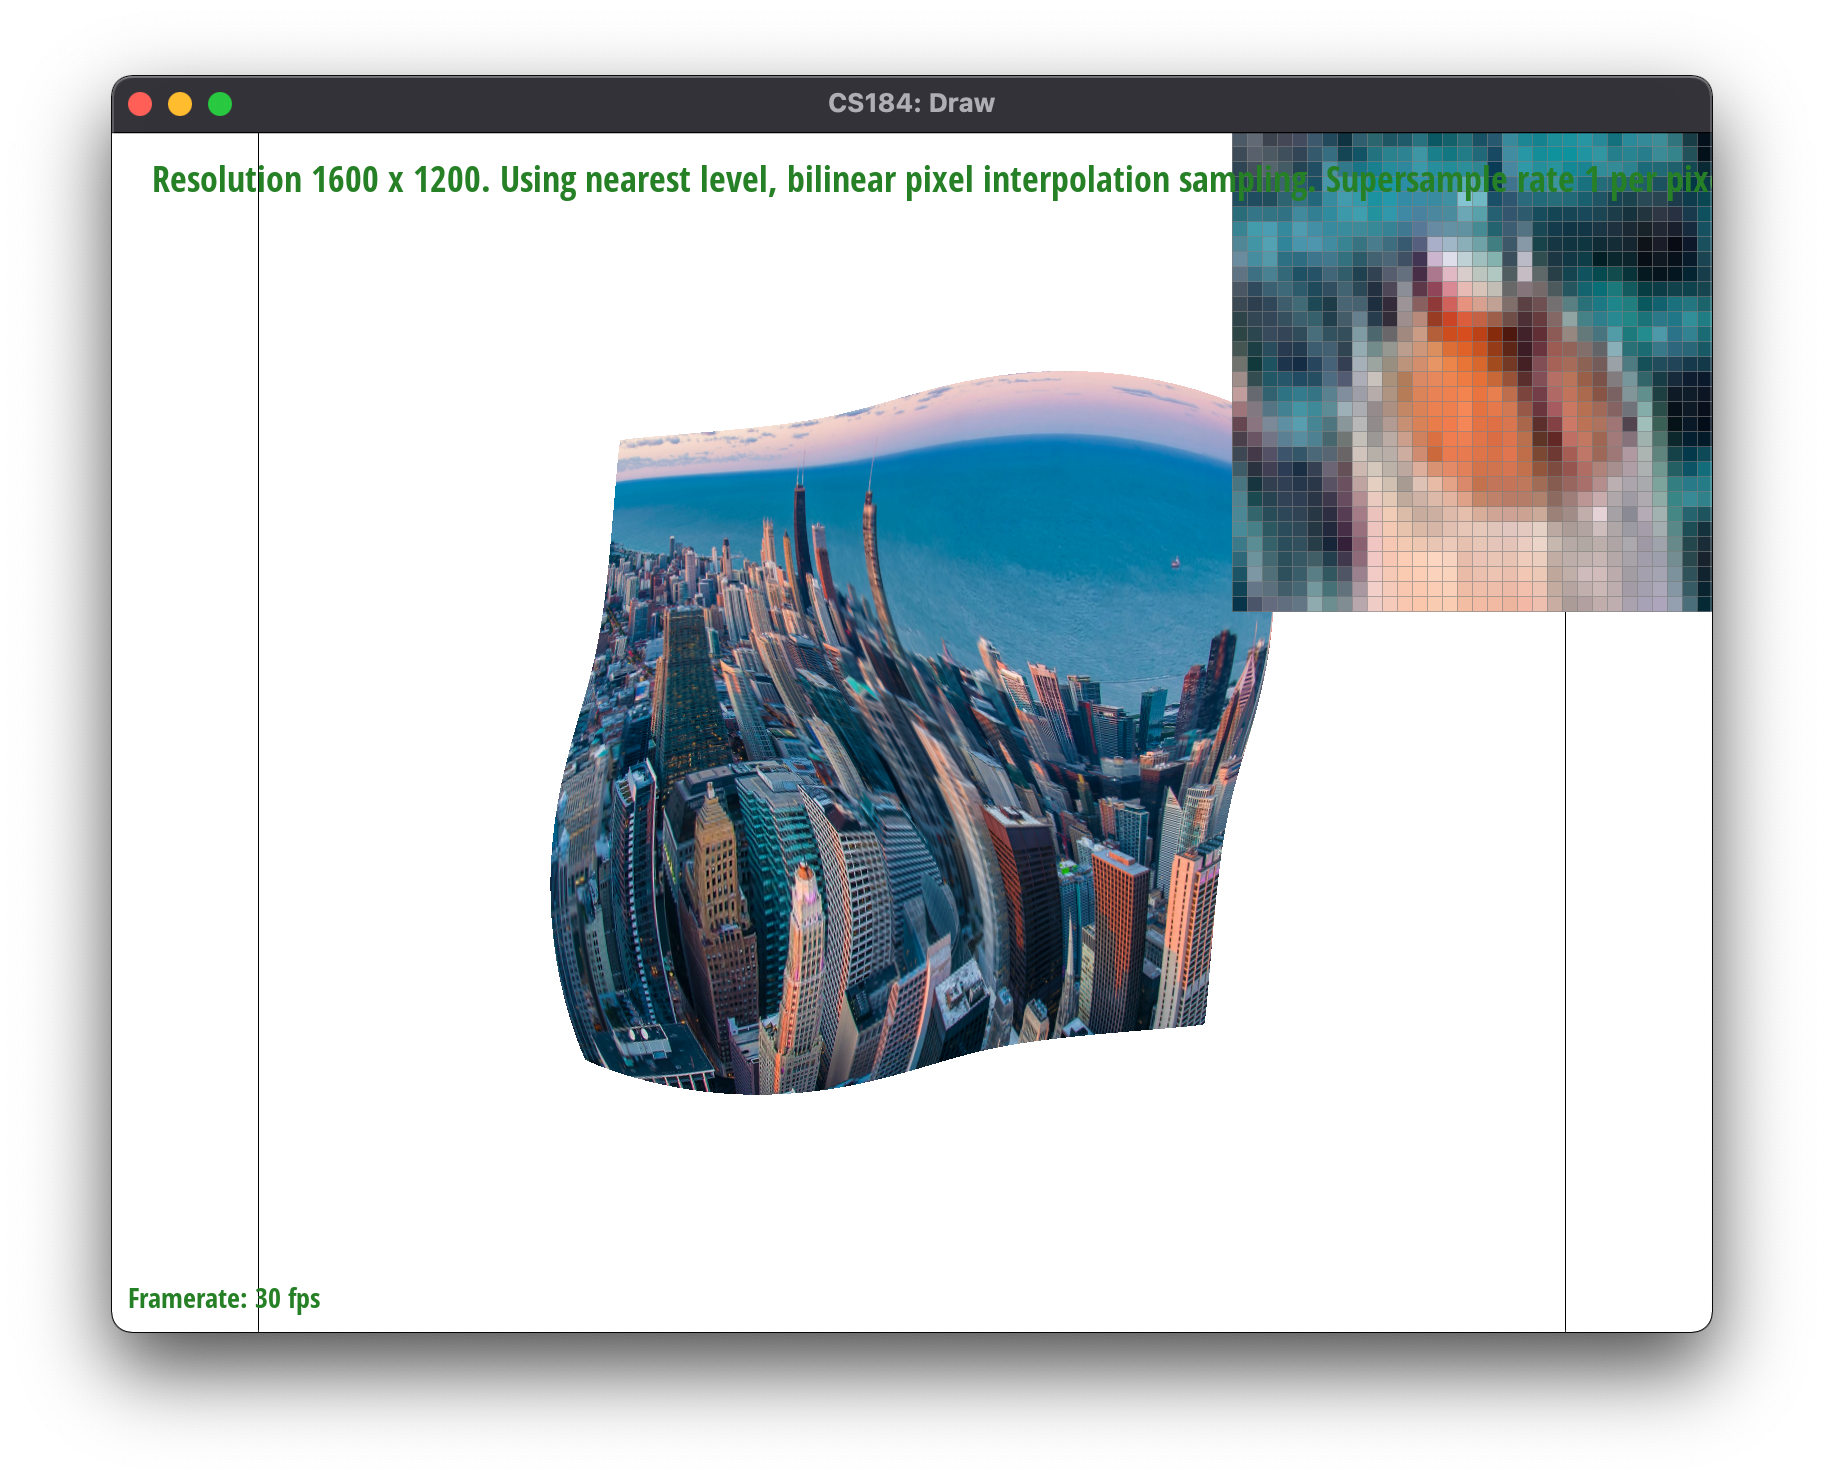 CS184: Draw
Resolution 1600 x 1200. Using nearest level, bilinear pixel interpolation sampling. Supersample rate 1 per pix
Framerate: 30 fps